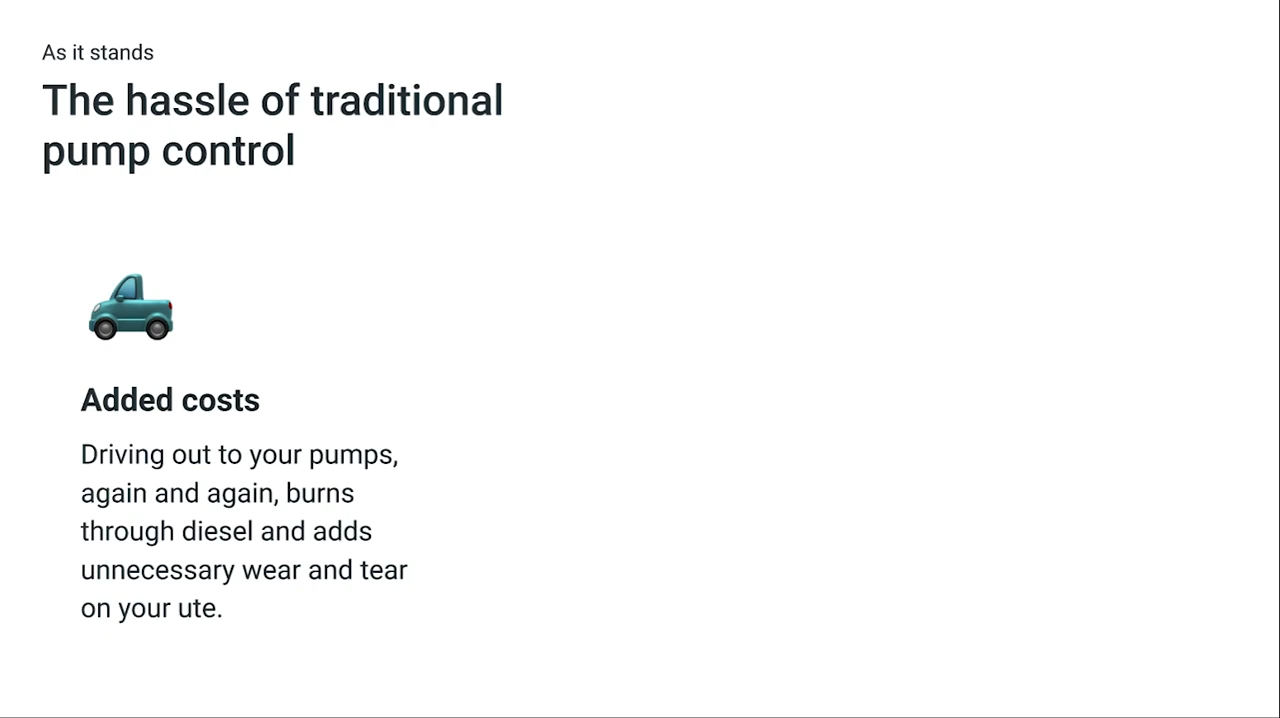 As it stands
The hassle of traditional
pump control
Added costs
Driving out to your pumps,
again and again, burns
through diesel and adds
unnecessary wear and tear
on your ute.